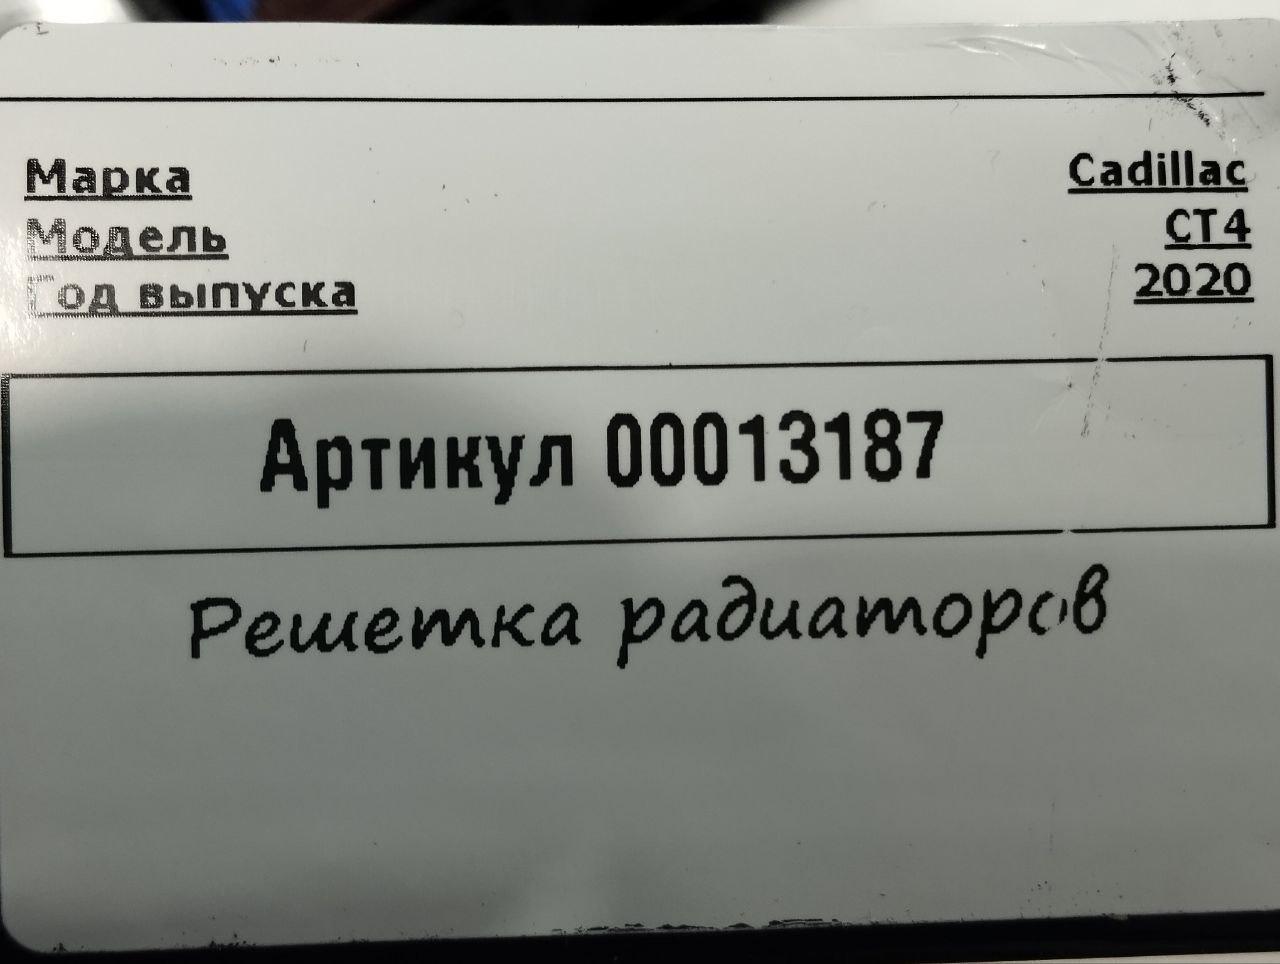 Марка Cadillac
Модель CT4
Год выпуска 2020
Артикул 00013187
Решетка радиаторов